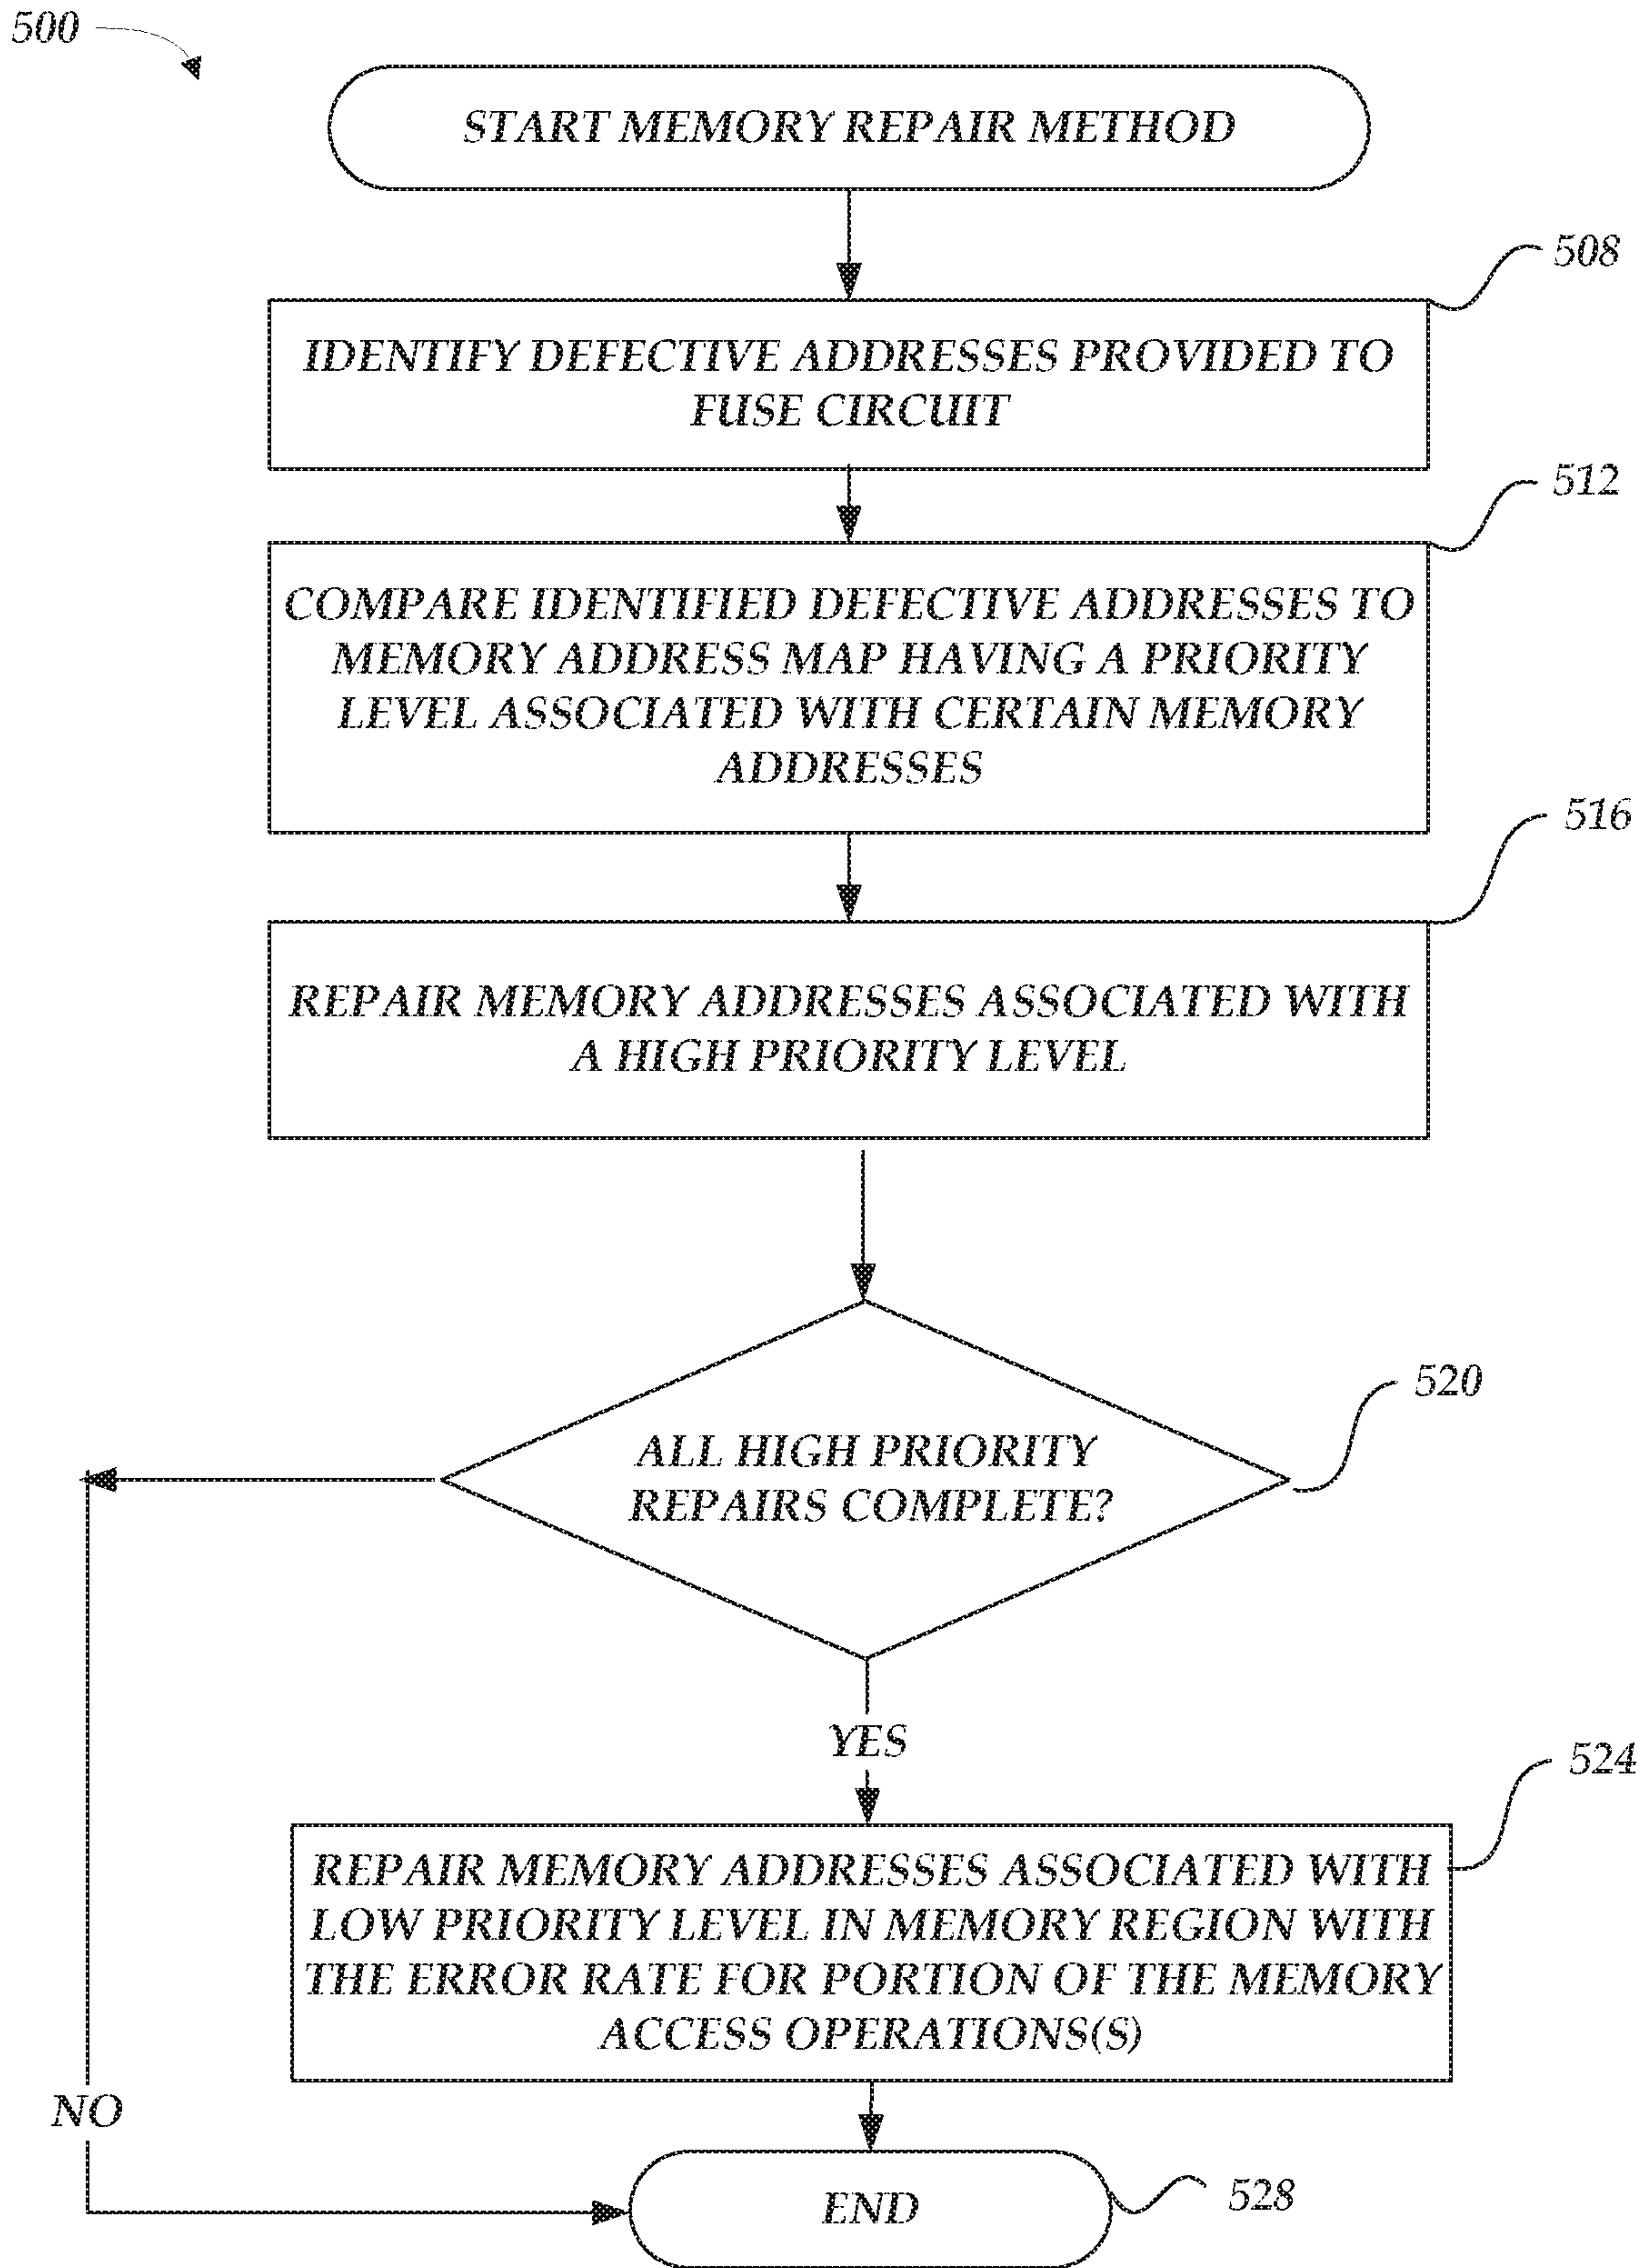 500
START MEMORY REPAIR METHOD
508
IDENTIFY DEFECTIVE ADDRESSES PROVIDED TO
FUSE CIRCUIT
512
COMPARE IDENTIFIED DEFECTIVE ADDRESSES TO
MEMORY ADDRESS MAP HAVING A PRIORITY
LEVEL ASSOCIATED WITH CERTAIN MEMORY
ADDRESSES
516
REPAIR MEMORY ADDRESSES ASSOCIATED WITH
A HIGH PRIORITY LEVEL
520
ALL HIGH PRIORITY
REPAIRS COMPLETE?
YES
524
REPAIR MEMORY ADDRESSES ASSOCIATED WITH
LOW PRIORITY LEVEL IN MEMORY REGION WITH
THE ERROR RATE FOR PORTION OF THE MEMORY
ACCESS OPERATIONS(S)
NO
528
END